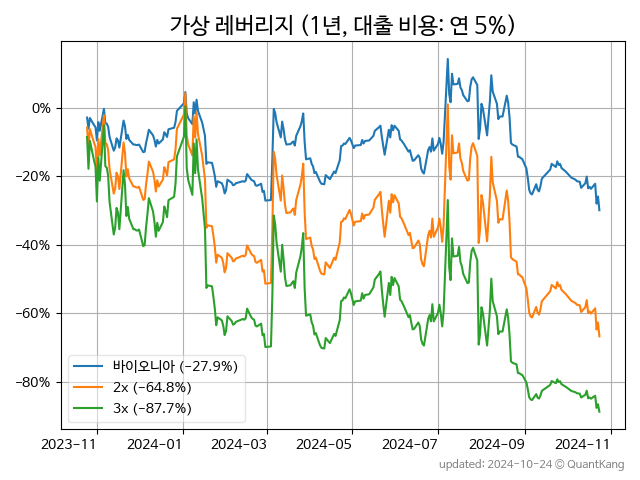 가상 레버리지 (1년, 대출 비용: 연 5%)
0%
−20%
−40%
−60%
−80%
바이오니아 (−27.9%)
2x (−64.8%)
3x (−87.7%)
2023-11 2024-01 2024-03 2024-05 2024-07 2024-09 2024-11
updated: 2024-10-24 © QuantKang